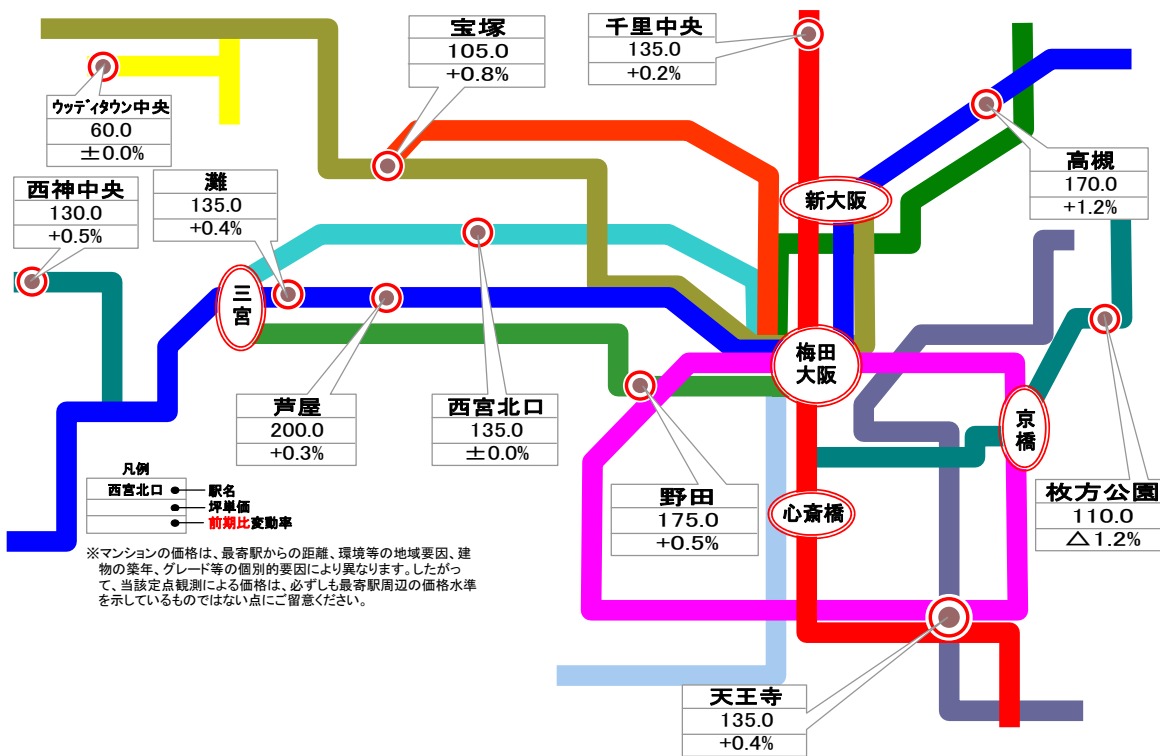 宝塚
105.0
+0.8%
千里中央
135.0
+0.2%
ウッディタウン中央
60.0
±0.0%
高槻
170.0
+1.2%
西神中央
130.0
+0.5%
灘
135.0
+0.4%
新大阪
三宮
梅田
大阪
芦屋
200.0
+0.3%
西宮北口
135.0
±0.0%
京橋
野田
175.0
+0.5%
心斎橋
枚方公園
110.0
△1.2%
凡例
西宮北口
駅名
坪単価
前期比変動率
※マンションの価格は、最寄駅からの距離、環境等の地域要因、建
物の築年、グレード等の個別的要因により異なります。したがっ
て、当該定点観測による価格は、必ずしも最寄駅周辺の価格水準
を示しているものではない点にご留意ください。
天王寺
135.0
+0.4%